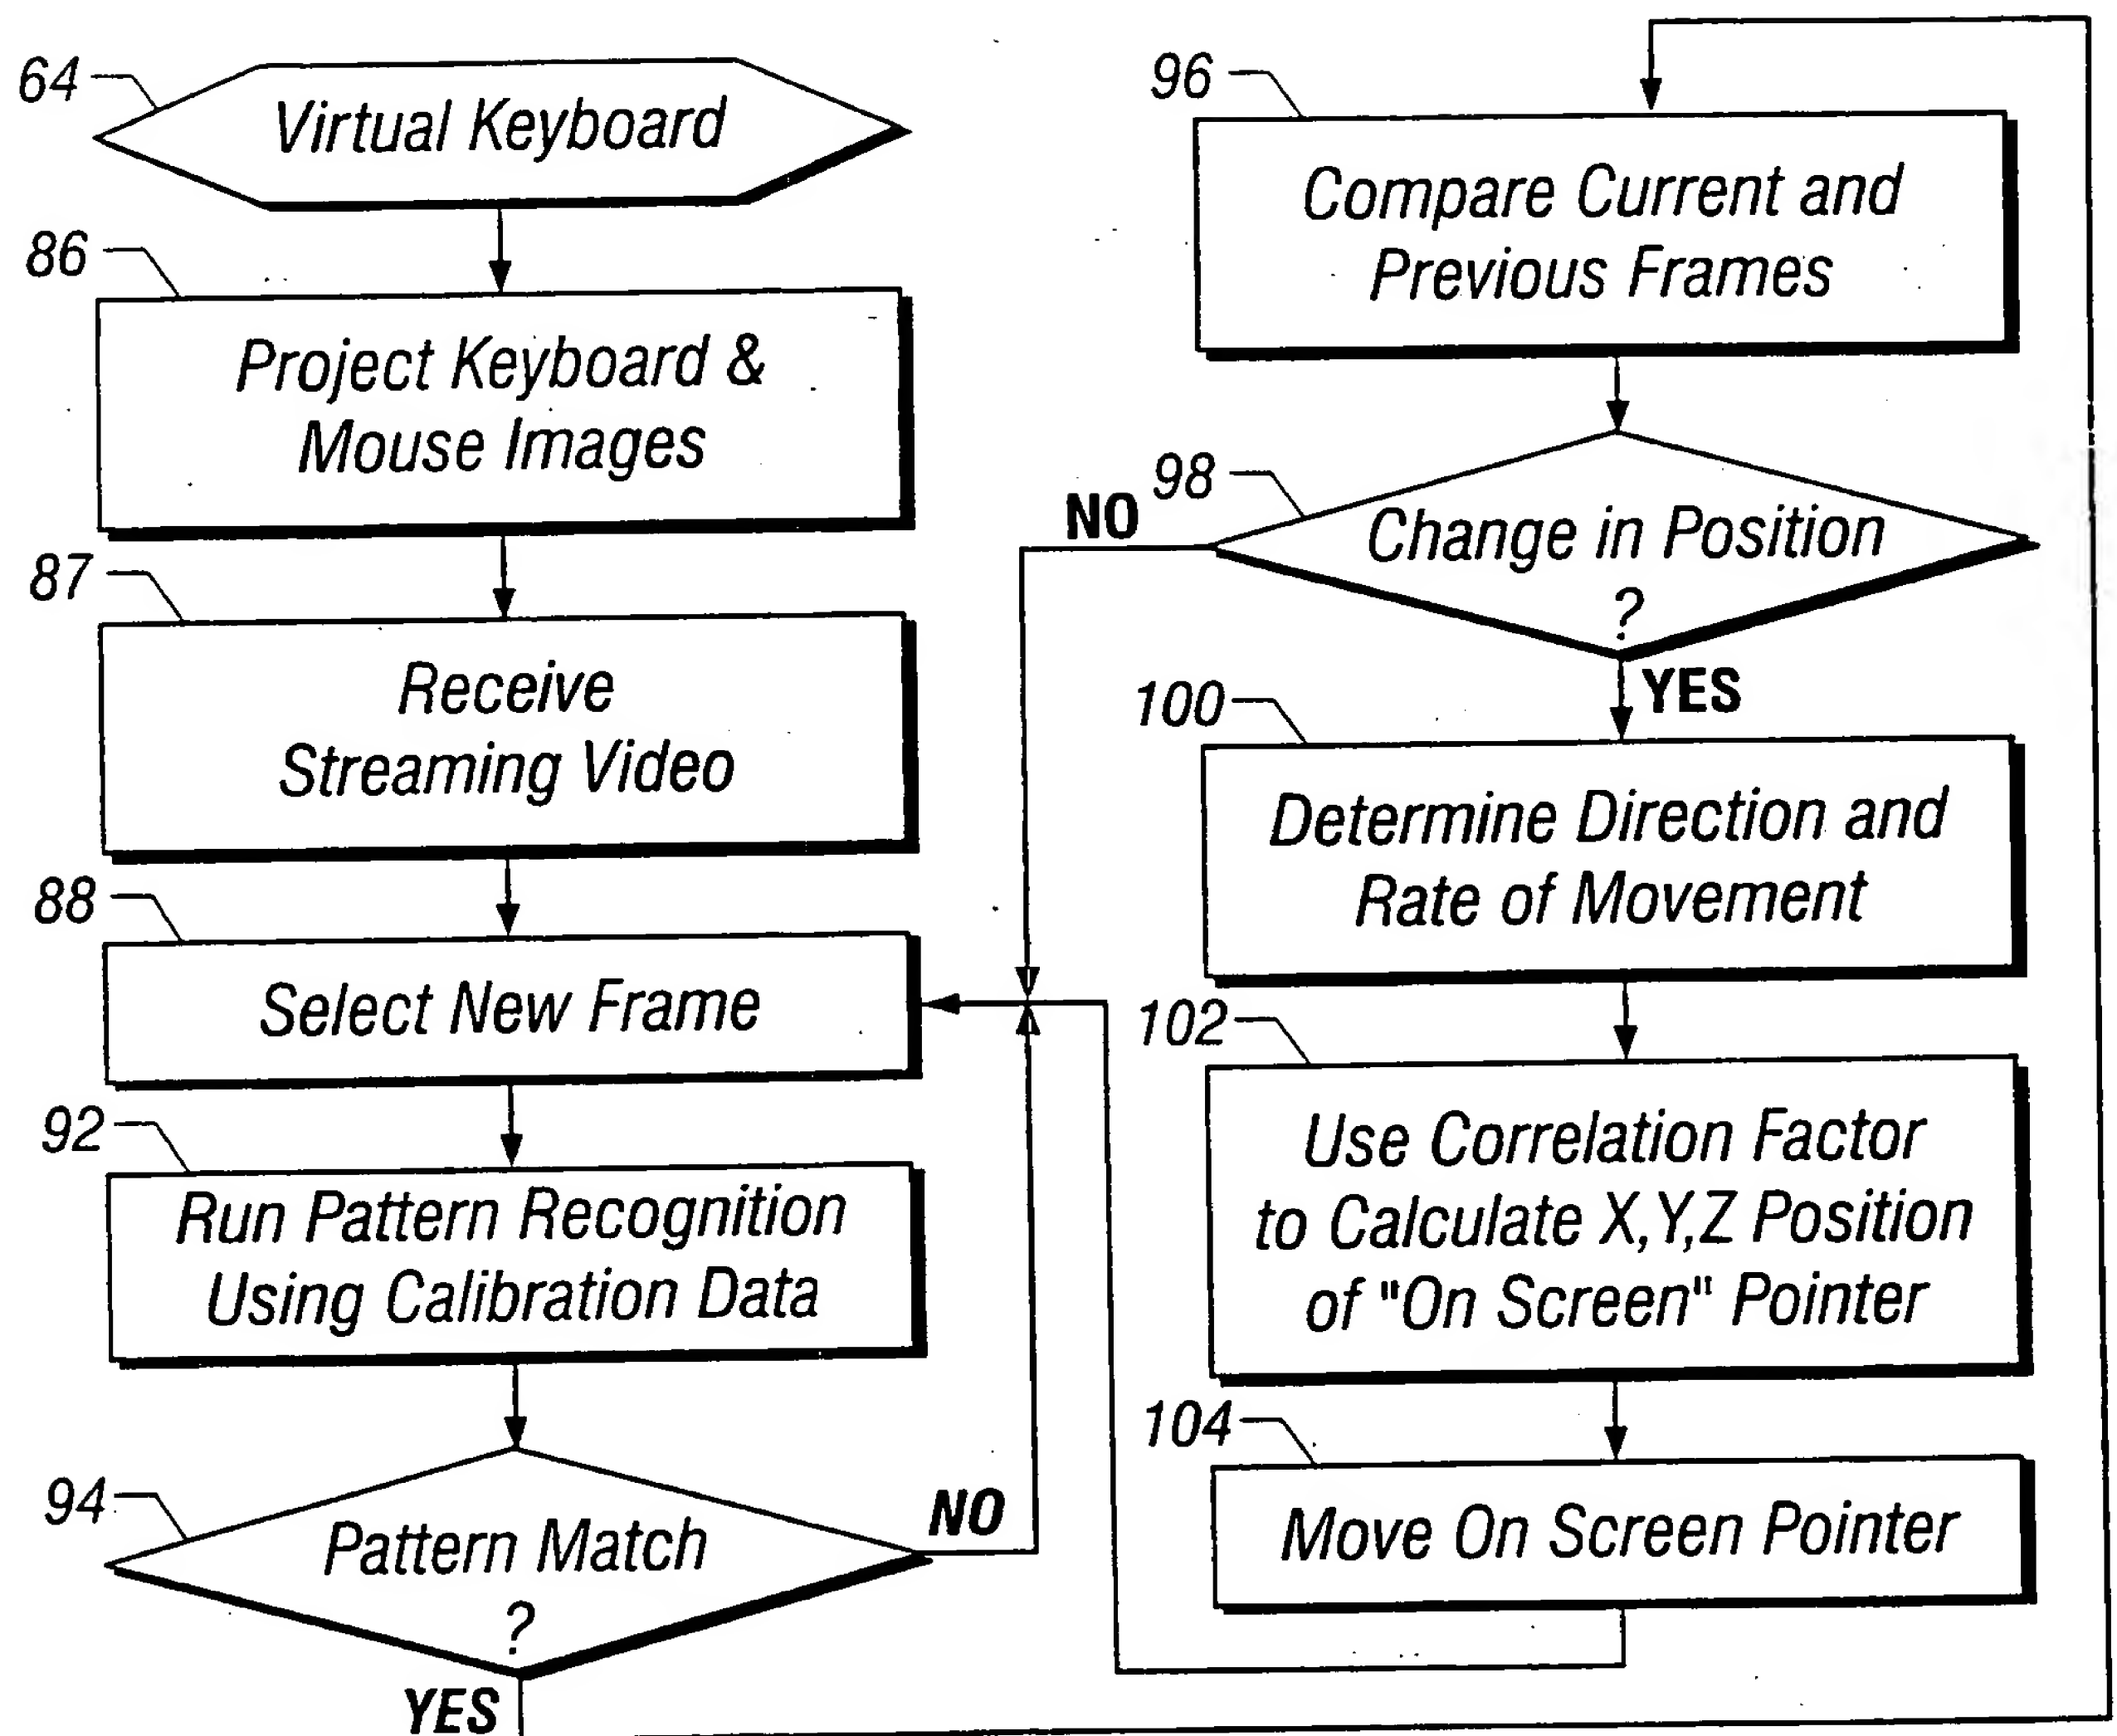 64
Virtual Keyboard
86
Project Keyboard &
Mouse Images
87
Receive
Streaming Video
88
Select New Frame
92
Run Pattern Recognition
Using Calibration Data
94
Pattern Match
?
NO
YES
96
Compare Current and
Previous Frames
98
NO
Change in Position
?
YES
100
Determine Direction and
Rate of Movement
102
Use Correlation Factor
to Calculate X,Y,Z Position
of "On Screen" Pointer
104
Move On Screen Pointer